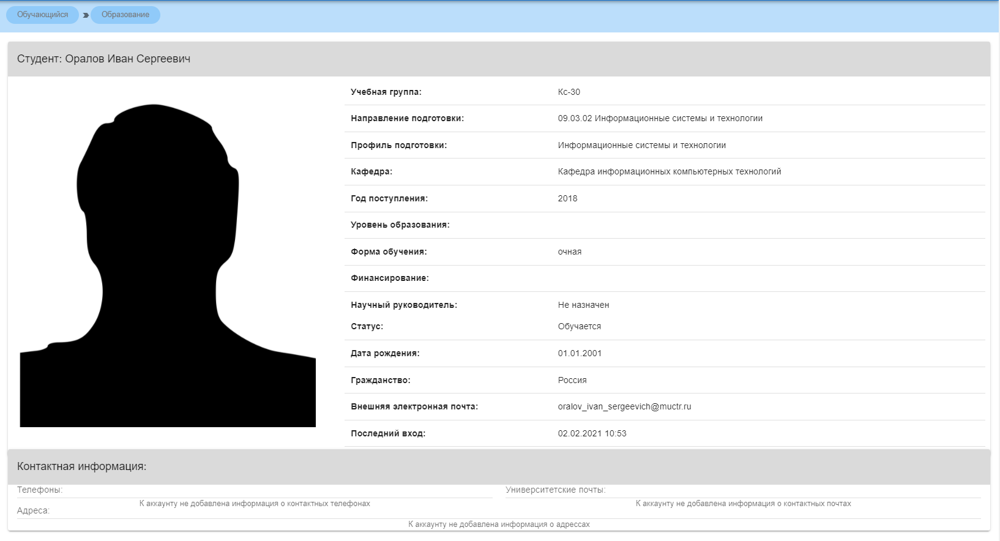 Обучающийся Образование
Студент: Оралов Иван Сергеевич
Учебная группа: Кс-30
Направление подготовки: 09.03.02 Информационные системы и технологии
Профиль подготовки: Информационные системы и технологии
Кафедра: Кафедра информационных компьютерных технологий
Год поступления: 2018
Уровень образования:
Форма обучения: очная
Финансирование:
Научный руководитель: Не назначен
Статус: Обучается
Дата рождения: 01.01.2001
Гражданство: Россия
Внешняя электронная почта: oralov_ivan_sergeevich@muctr.ru
Последний вход: 02.02.2021 10:53
Контактная информация:
Телефоны: Университетские почты:
К аккаунту не добавлена информация о контактных телефонах К аккаунту не добавлена информация о контактных почтах
Адреса:
К аккаунту не добавлена информация о адрессах